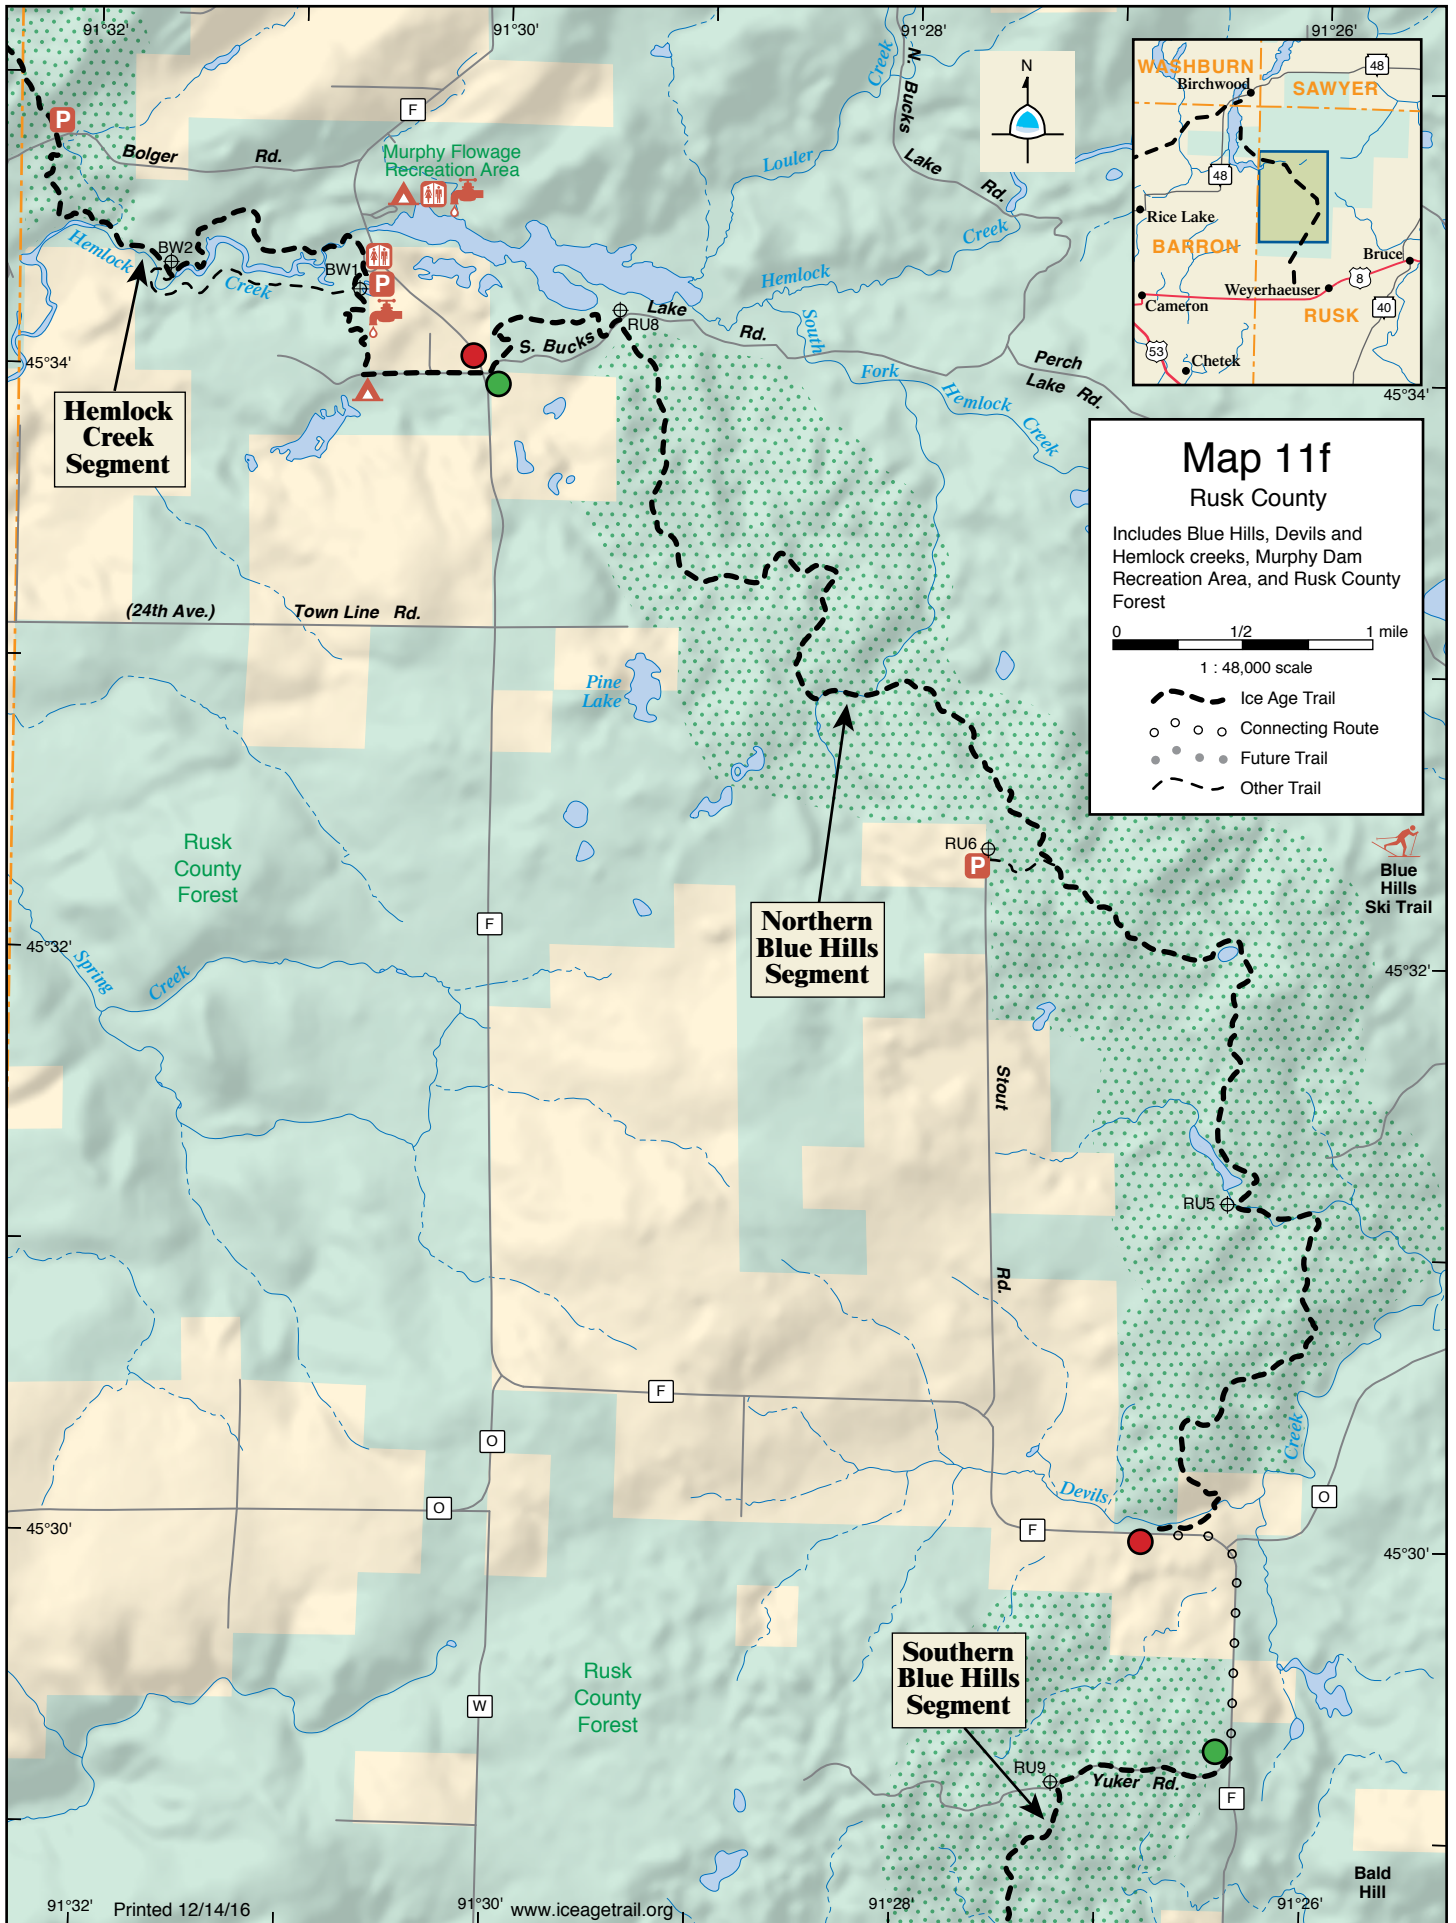 91°32'
91°30'
91°28'
91°26'
WASHBURN
48
Birchwood
SAWYER
48
Rice Lake
BARRON
Bruce
8
Weyerhaeuser
Cameron
RUSK
40
53
Chetek
N
N. Bucks
Lake
Rd.
Creek
Louler
Creek
Hemlock
P
F
Bolger Rd.
Murphy Flowage
Recreation Area
Hemlock
Creek
BW2
BW1
P
RU8
S. Bucks
Lake
Rd.
South
Fork
Hemlock
Creek
Perch
Lake Rd.
45°34'
45°34'
Hemlock
Creek
Segment
Map 11f
Rusk County
Includes Blue Hills, Devils and
Hemlock creeks, Murphy Dam
Recreation Area, and Rusk County
Forest
0 1/2 1 mile
1 : 48,000 scale
Ice Age Trail
Connecting Route
Future Trail
Other Trail
(24th Ave.) Town Line Rd.
Pine
Lake
Rusk
County
Forest
RU6
P
Blue
Hills
Ski Trail
F
Northern
Blue Hills
Segment
45°32'
45°32'
Spring
Creek
Stout
Rd.
RU5
F
O
O
Creek
O
Devils
F
45°30'
45°30'
Rusk
County
Forest
Southern
Blue Hills
Segment
W
RU9
Yuker Rd.
F
Bald
Hill
91°32'
Printed 12/14/16
91°30'
www.iceagetrail.org
91°28'
91°26'